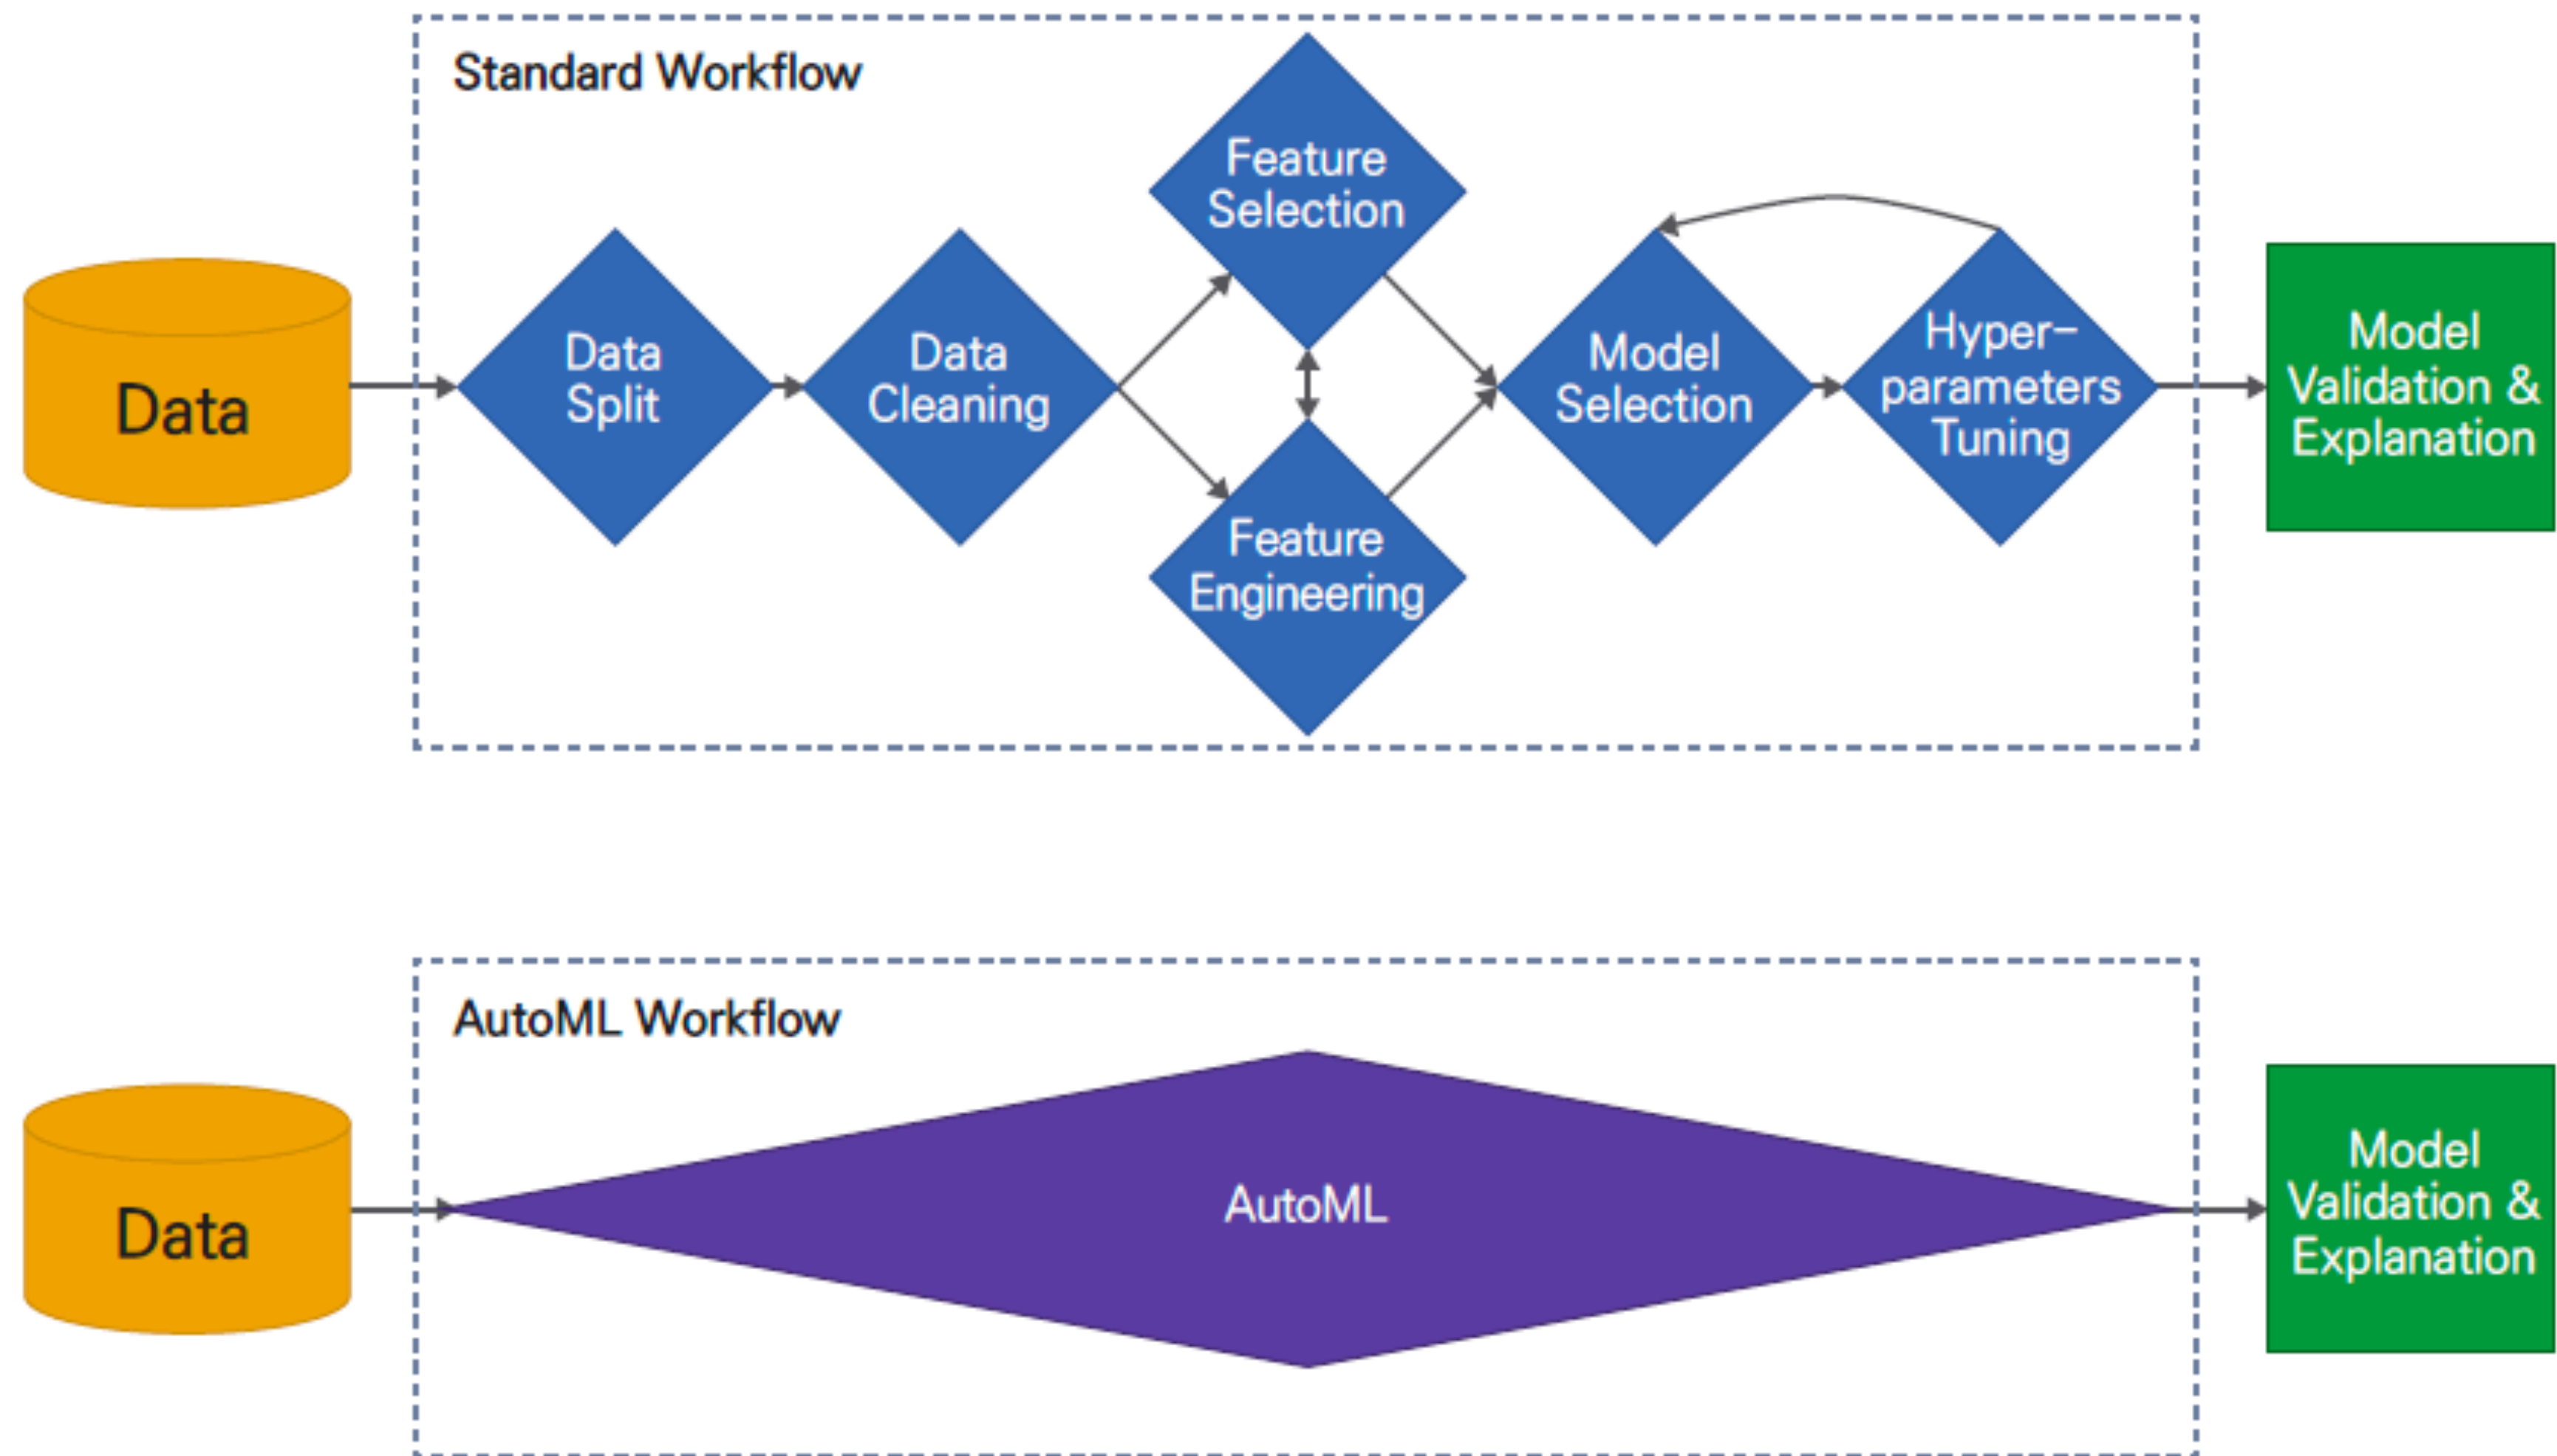 Standard Workflow
Data
Data
Split
Data
Cleaning
Feature
Selection
Feature
Engineering
Model
Selection
Hyper–
parameters
Tuning
Model
Validation &
Explanation
AutoML Workflow
Data
AutoML
Model
Validation &
Explanation